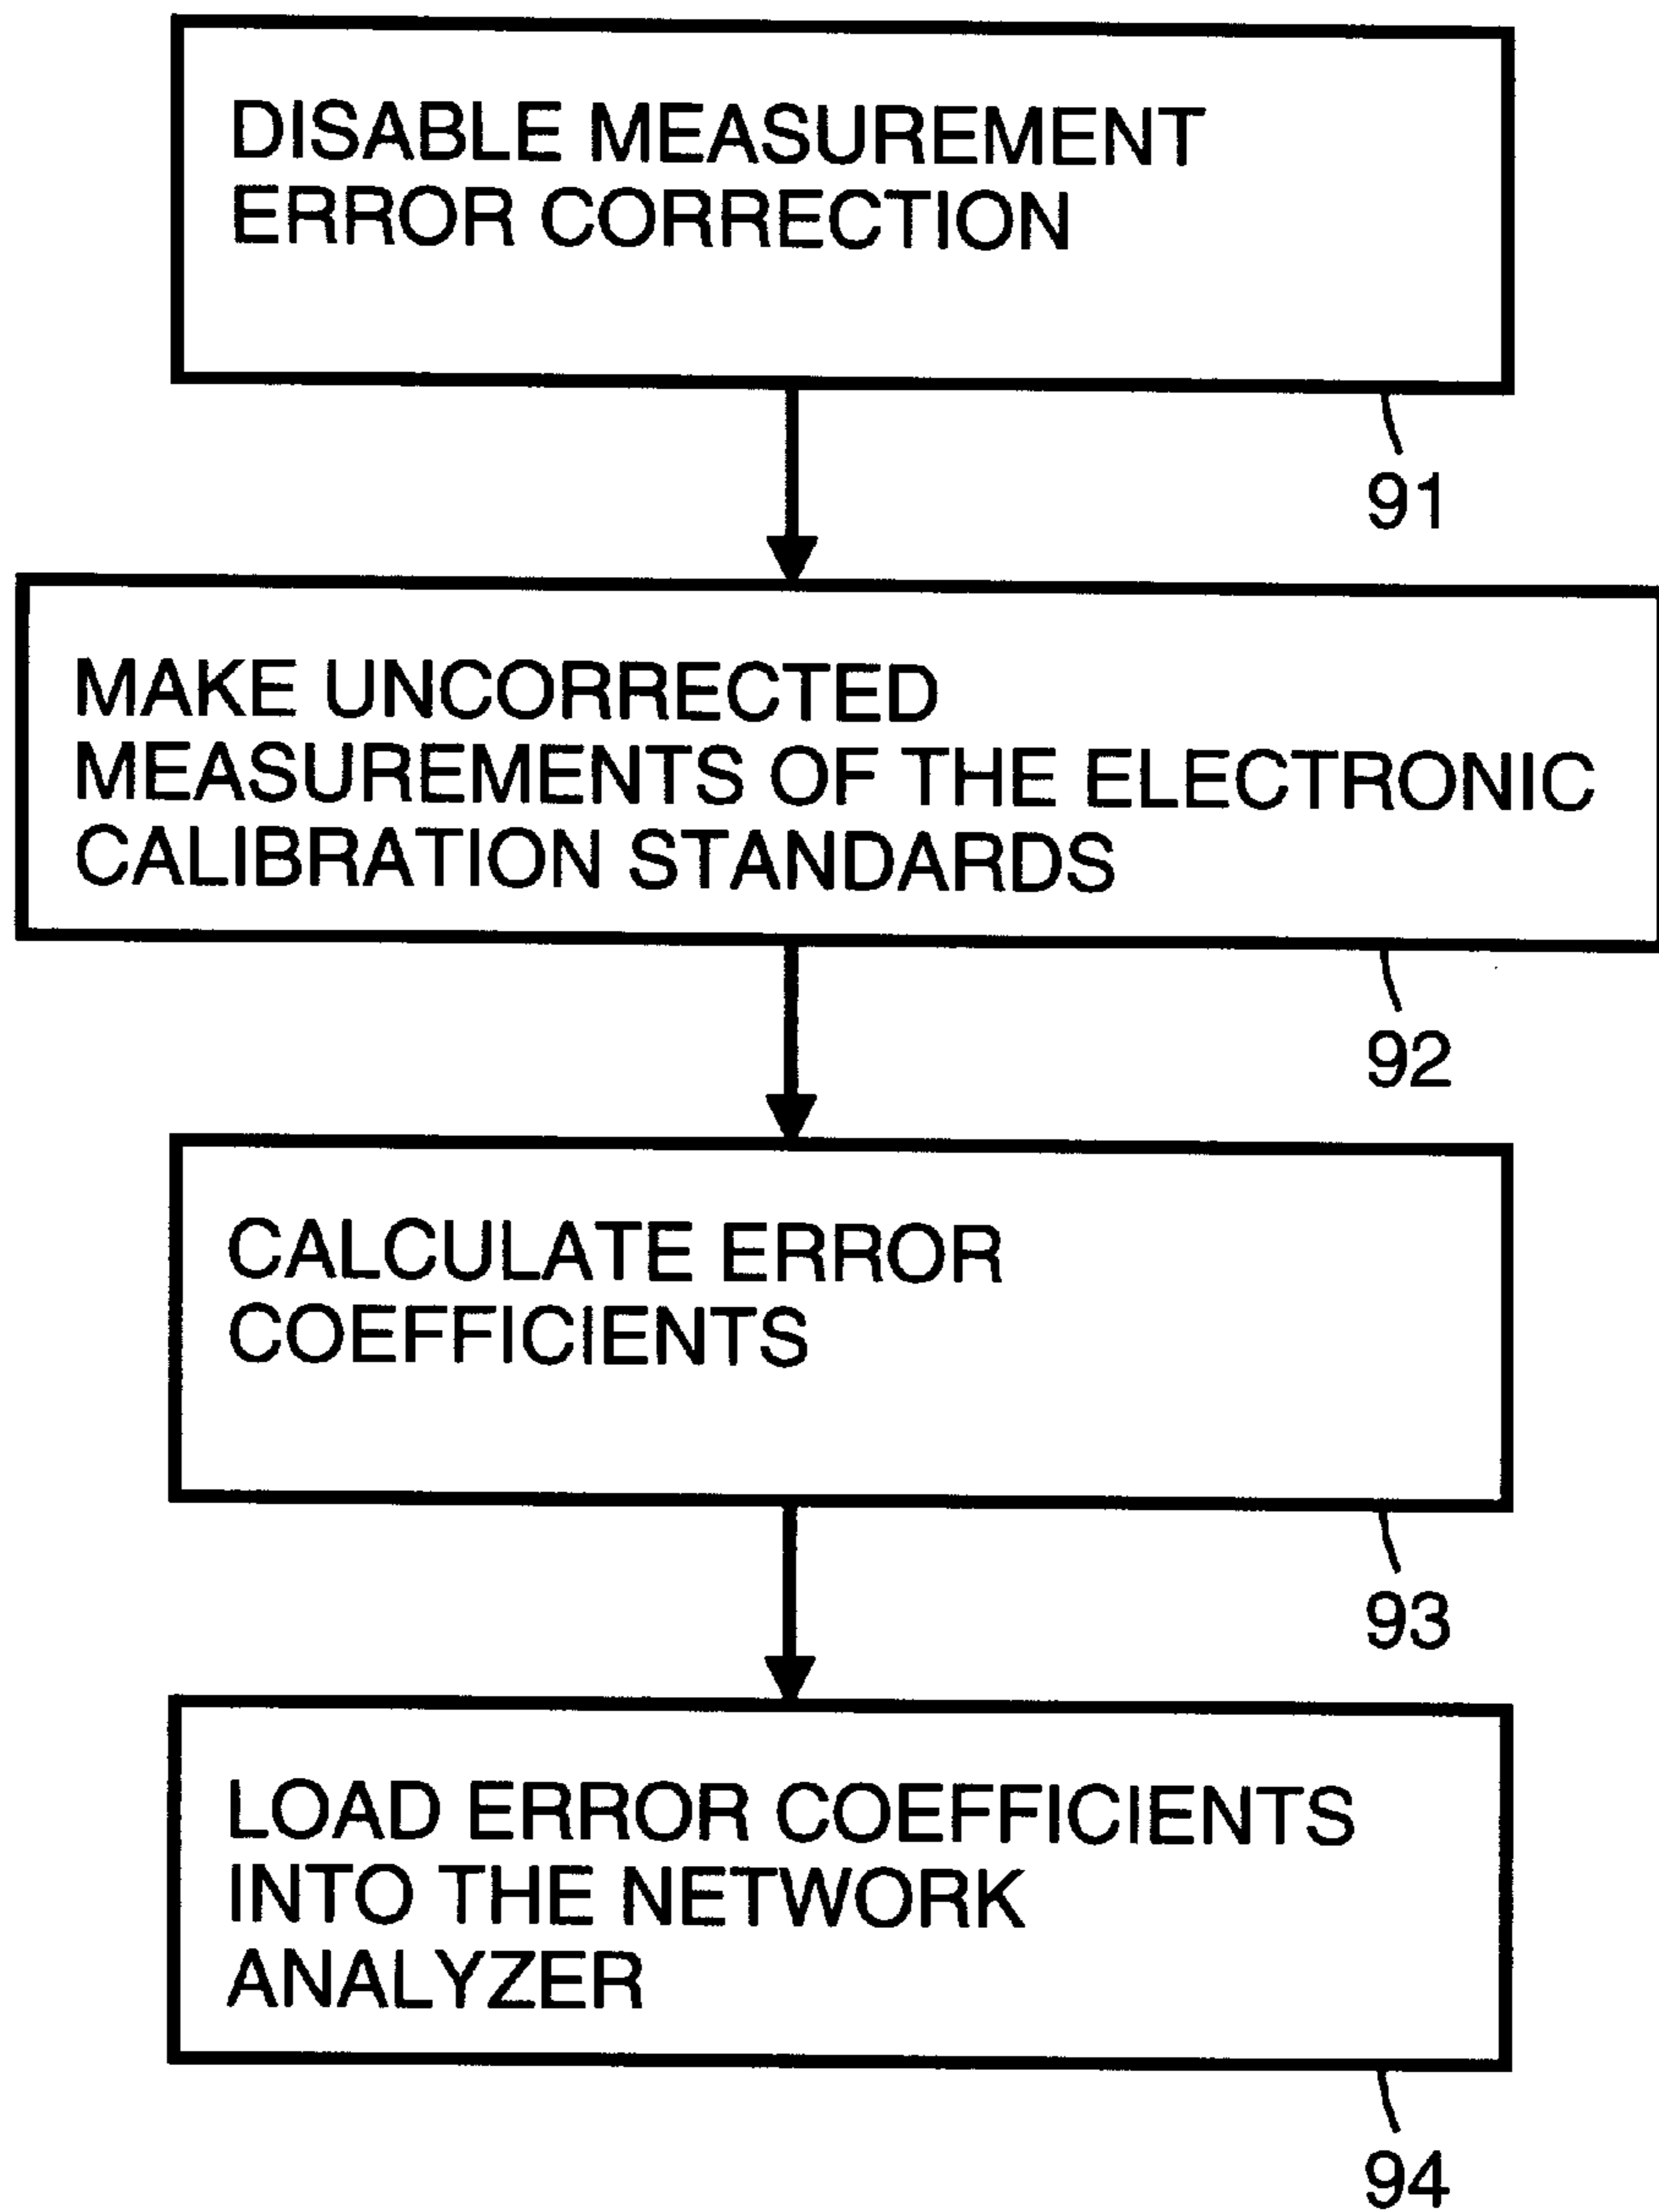 DISABLE MEASUREMENT
ERROR CORRECTION
91
MAKE UNCORRECTED
MEASUREMENTS OF THE ELECTRONIC
CALIBRATION STANDARDS
92
CALCULATE ERROR
COEFFICIENTS
93
LOAD ERROR COEFFICIENTS
INTO THE NETWORK
ANALYZER
94